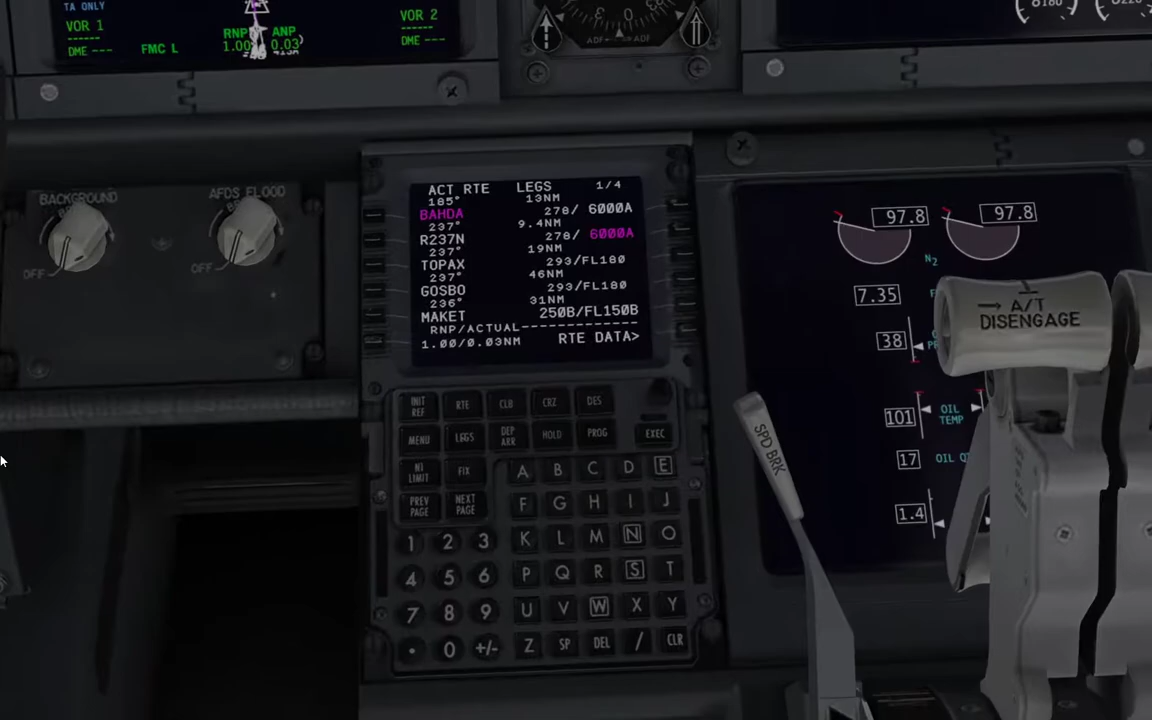 TA ONLY
VOR 1
------
DME ---
FMC L
RNP ANP
1.00 0.03
VOR 2
------
DME ---
ADF ADF
BACKGROUND
OFF
AFDS FLOOD
OFF
ACT RTE LEGS 1/4
185° 13NM
BAHDA 278/ 6000A
237° 9.4NM
R237N 278/ 6000A
237° 19NM
TOPAX 293/FL180
237° 46NM
GOSBO 293/FL180
236° 31NM
MAKET 250B/FL150B
RNP/ACTUAL------------
1.00/0.03NM RTE DATA>
INIT REF RTE CLB CRZ DES
MENU LEGS DEP ARR HOLD PROG EXEC
N1 LIMIT FIX A B C D E
PREV PAGE NEXT PAGE F G H I J
1 2 3 K L M N O
4 5 6 P Q R S T
7 8 9 U V W X Y
. 0 +/- Z SP DEL / CLR
97.8 97.8
N2
7.35
38
101 OIL TEMP
17
1.4
SPD BRK
A/T
DISENGAGE